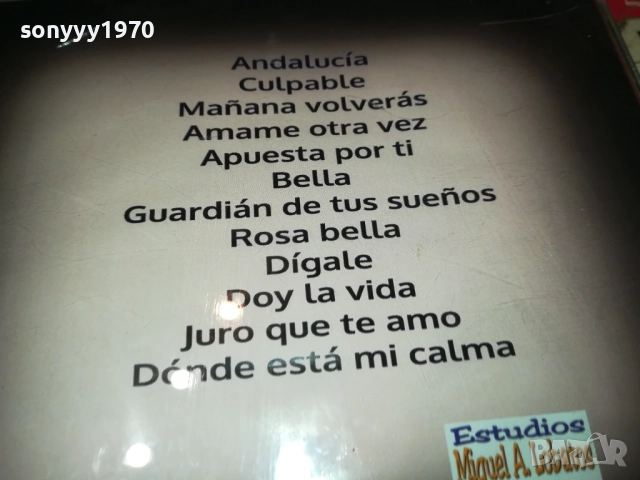 sonyyy1970
Andalucía
Culpable
Mañana volverás
Amame otra vez
Apuesta por ti
Bella
Guardián de tus sueños
Rosa bella
Dígale
Doy la vida
Juro que te amo
Dónde está mi calma
Estudios
Miguel A.